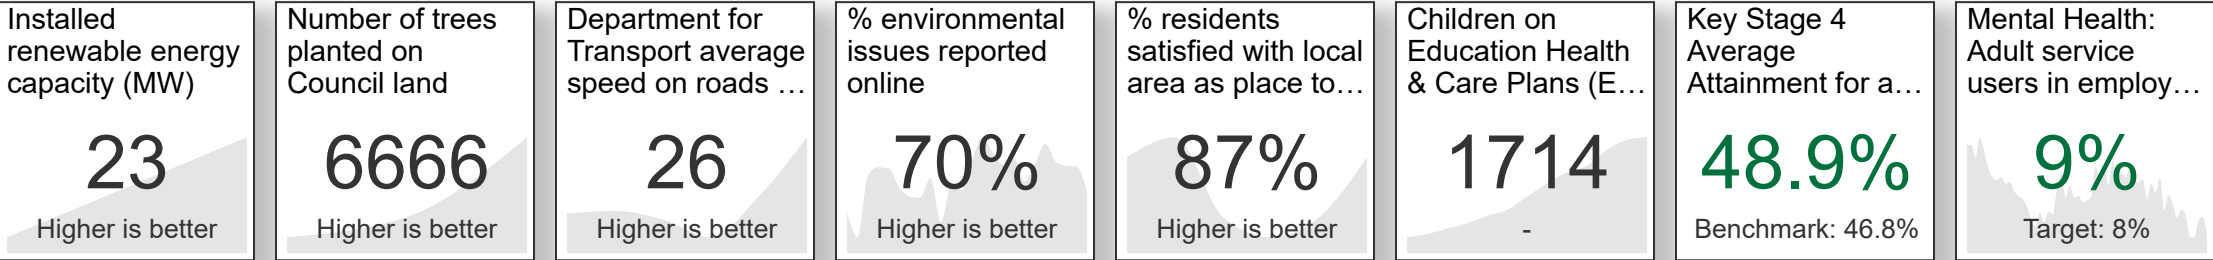 Installed
renewable energy
capacity (MW)
23
Higher is better
Number of trees
planted on
Council land
6666
Higher is better
Department for
Transport average
speed on roads …
26
Higher is better
% environmental
issues reported
online
70%
Higher is better
% residents
satisfied with local
area as place to…
87%
Higher is better
Children on
Education Health
& Care Plans (E…
1714
-
Key Stage 4
Average
Attainment for a…
48.9%
Benchmark: 46.8%
Mental Health:
Adult service
users in employ…
9%
Target: 8%